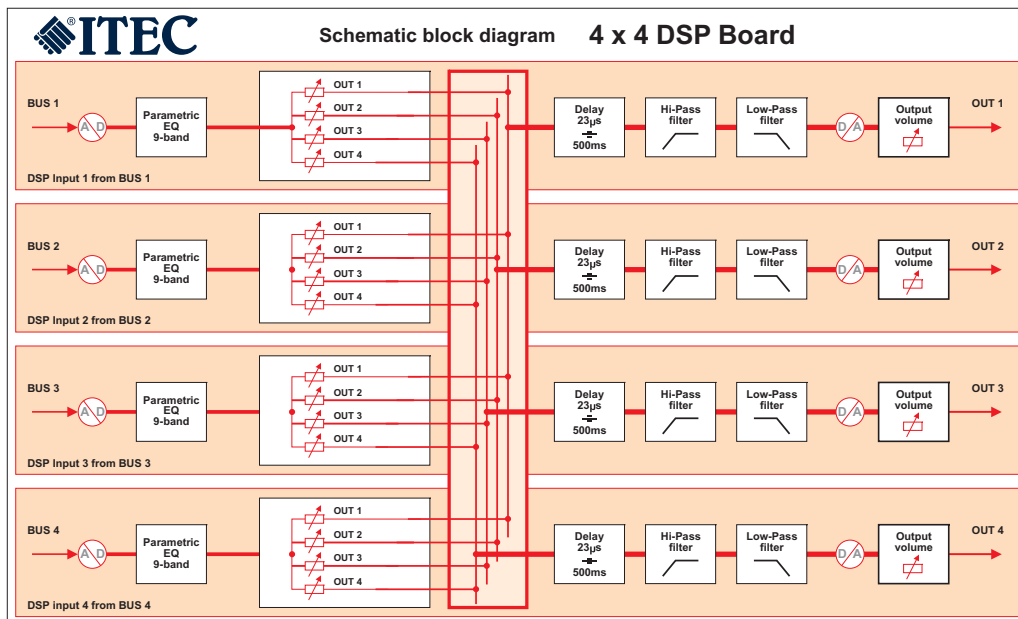 ® ITEC
Schematic block diagram 4 x 4 DSP Board
BUS 1
A D
Parametric
EQ
9-band
OUT 1
OUT 2
OUT 3
OUT 4
Delay
23µs
500ms
Hi-Pass
filter
Low-Pass
filter
D A
Output
volume
OUT 1
DSP Input 1 from BUS 1
BUS 2
A D
Parametric
EQ
9-band
OUT 1
OUT 2
OUT 3
OUT 4
Delay
23µs
500ms
Hi-Pass
filter
Low-Pass
filter
D A
Output
volume
OUT 2
DSP Input 2 from BUS 2
BUS 3
A D
Parametric
EQ
9-band
OUT 1
OUT 2
OUT 3
OUT 4
Delay
23µs
500ms
Hi-Pass
filter
Low-Pass
filter
D A
Output
volume
OUT 3
DSP Input 3 from BUS 3
BUS 4
A D
Parametric
EQ
9-band
OUT 1
OUT 2
OUT 3
OUT 4
Delay
23µs
500ms
Hi-Pass
filter
Low-Pass
filter
D A
Output
volume
OUT 4
DSP input 4 from BUS 4